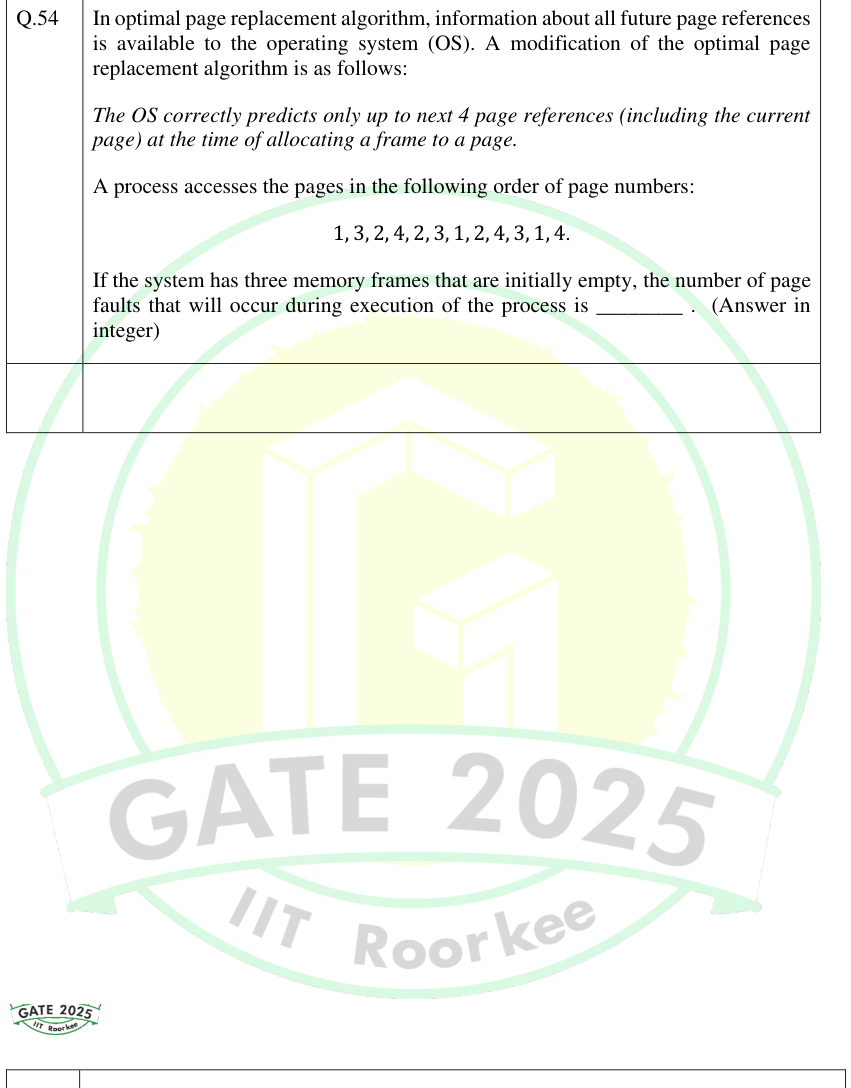 Q.54 In optimal page replacement algorithm, information about all future page references
is available to the operating system (OS). A modification of the optimal page
replacement algorithm is as follows:
The OS correctly predicts only up to next 4 page references (including the current
page) at the time of allocating a frame to a page.
A process accesses the pages in the following order of page numbers:
1, 3, 2, 4, 2, 3, 1, 2, 4, 3, 1, 4.
If the system has three memory frames that are initially empty, the number of page
faults that will occur during execution of the process is ________ . (Answer in
integer)
GATE 2025
IIT Roorkee
GATE 2025
IIT Roorkee